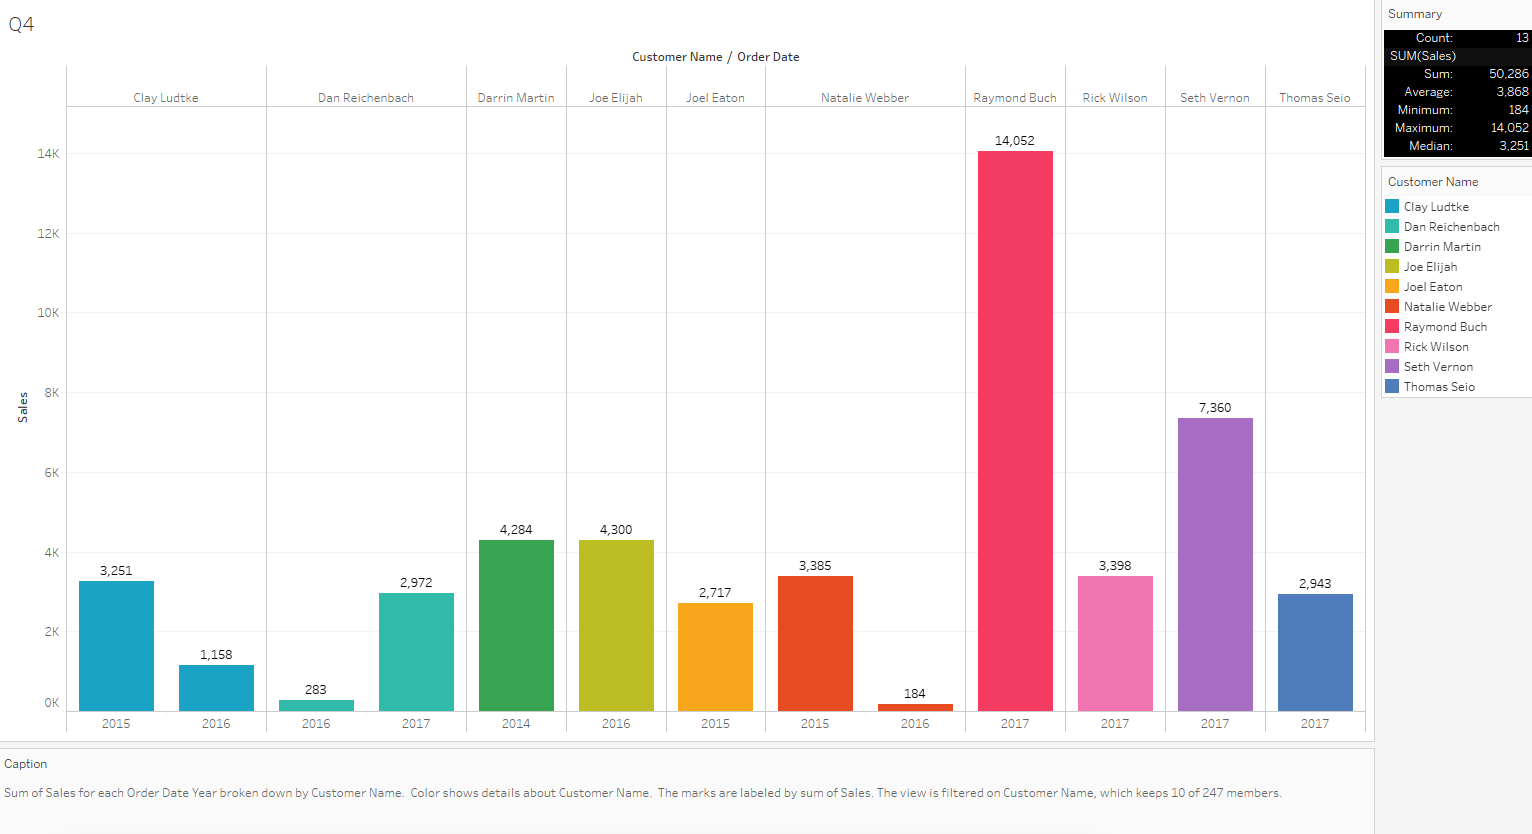 Q4
Customer Name / Order Date
Clay Ludtke Dan Reichenbach Darrin Martin Joe Elijah Joel Eaton Natalie Webber Raymond Buch Rick Wilson Seth Vernon Thomas Seio
Sales
14K
12K
10K
8K
6K
4K
2K
0K
3,251
1,158
283
2,972
4,284
4,300
2,717
3,385
184
14,052
3,398
7,360
2,943
2015 2016 2016 2017 2014 2016 2015 2015 2016 2017 2017 2017 2017
Summary
Count: 13
SUM(Sales)
Sum: 50,286
Average: 3,868
Minimum: 184
Maximum: 14,052
Median: 3,251
Customer Name
Clay Ludtke
Dan Reichenbach
Darrin Martin
Joe Elijah
Joel Eaton
Natalie Webber
Raymond Buch
Rick Wilson
Seth Vernon
Thomas Seio
Caption
Sum of Sales for each Order Date Year broken down by Customer Name.  Color shows details about Customer Name.  The marks are labeled by sum of Sales. The view is filtered on Customer Name, which keeps 10 of 247 members.